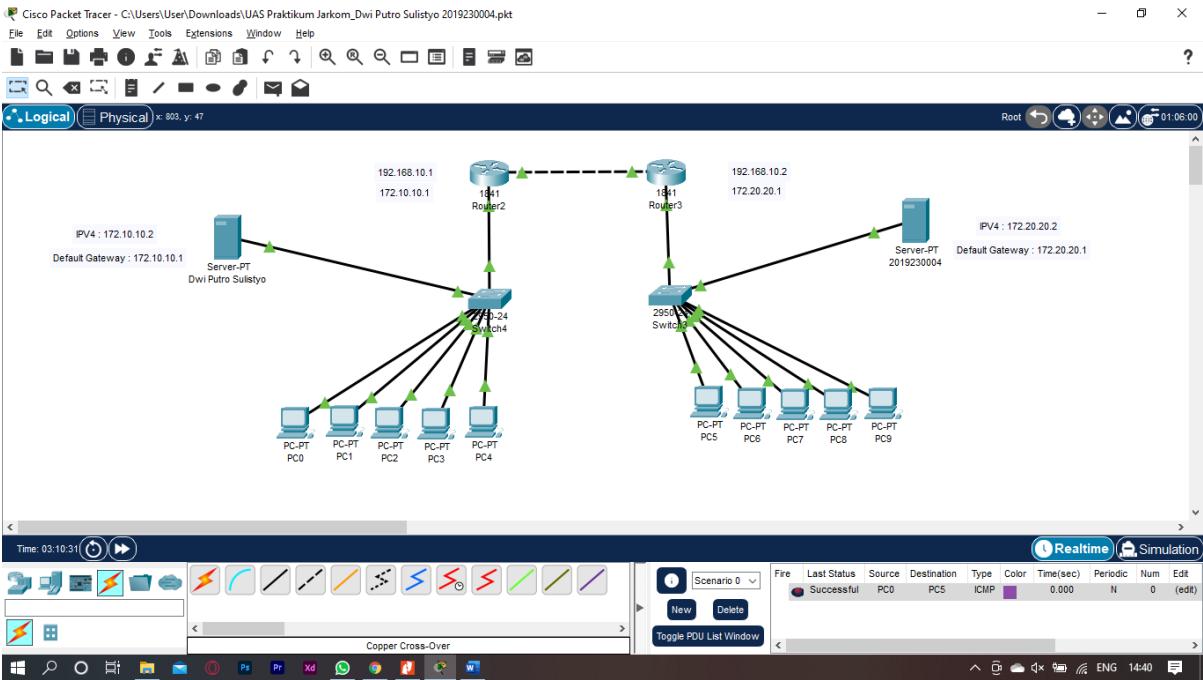 Cisco Packet Tracer - C:\Users\User\Downloads\UAS Praktikum Jarkom_Dwi Putro Sulistyo 2019230004.pkt
File Edit Options View Tools Extensions Window Help
Logical Physical x: 803, y: 47
Root 01:06:00
192.168.10.1
172.10.10.1
1841
Router2
1841
Router3
192.168.10.2
172.20.20.1
IPV4 : 172.10.10.2
Default Gateway : 172.10.10.1
Server-PT
Dwi Putro Sulistyo
Server-PT
2019230004
IPV4 : 172.20.20.2
Default Gateway : 172.20.20.1
2950-24
Switch4
2950-24
Switch3
PC-PT
PC0
PC-PT
PC1
PC-PT
PC2
PC-PT
PC3
PC-PT
PC4
PC-PT
PC5
PC-PT
PC6
PC-PT
PC7
PC-PT
PC8
PC-PT
PC9
Time: 03:10:31
Realtime Simulation
Scenario 0
New Delete
Toggle PDU List Window
Fire Last Status Source Destination Type Color Time(sec) Periodic Num Edit
Successful PC0 PC5 ICMP 0.000 N 0 (edit)
Copper Cross-Over
Ps Pr Xd
ENG 14:40